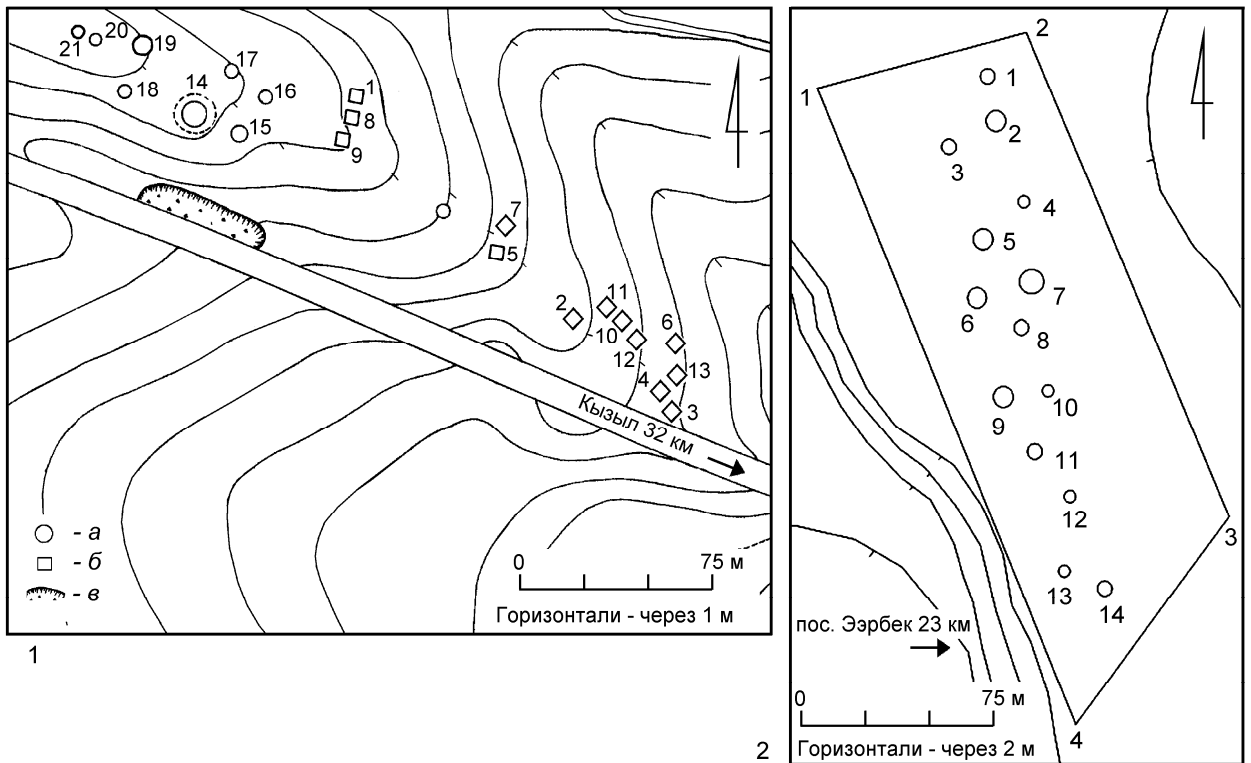 21 20 19 17
14
18 16 1
15 8
9
7
5
2 11
10 6
12
4 13
3
Кызыл 32 км
- а
- б
- в
0 75 м
Горизонтали - через 1 м
1
2
1
1
2
3
4
5
7
6
8
10
9
11
12
3
13 14
пос. Ээрбек 23 км
0 75 м
4
Горизонтали - через 2 м
2